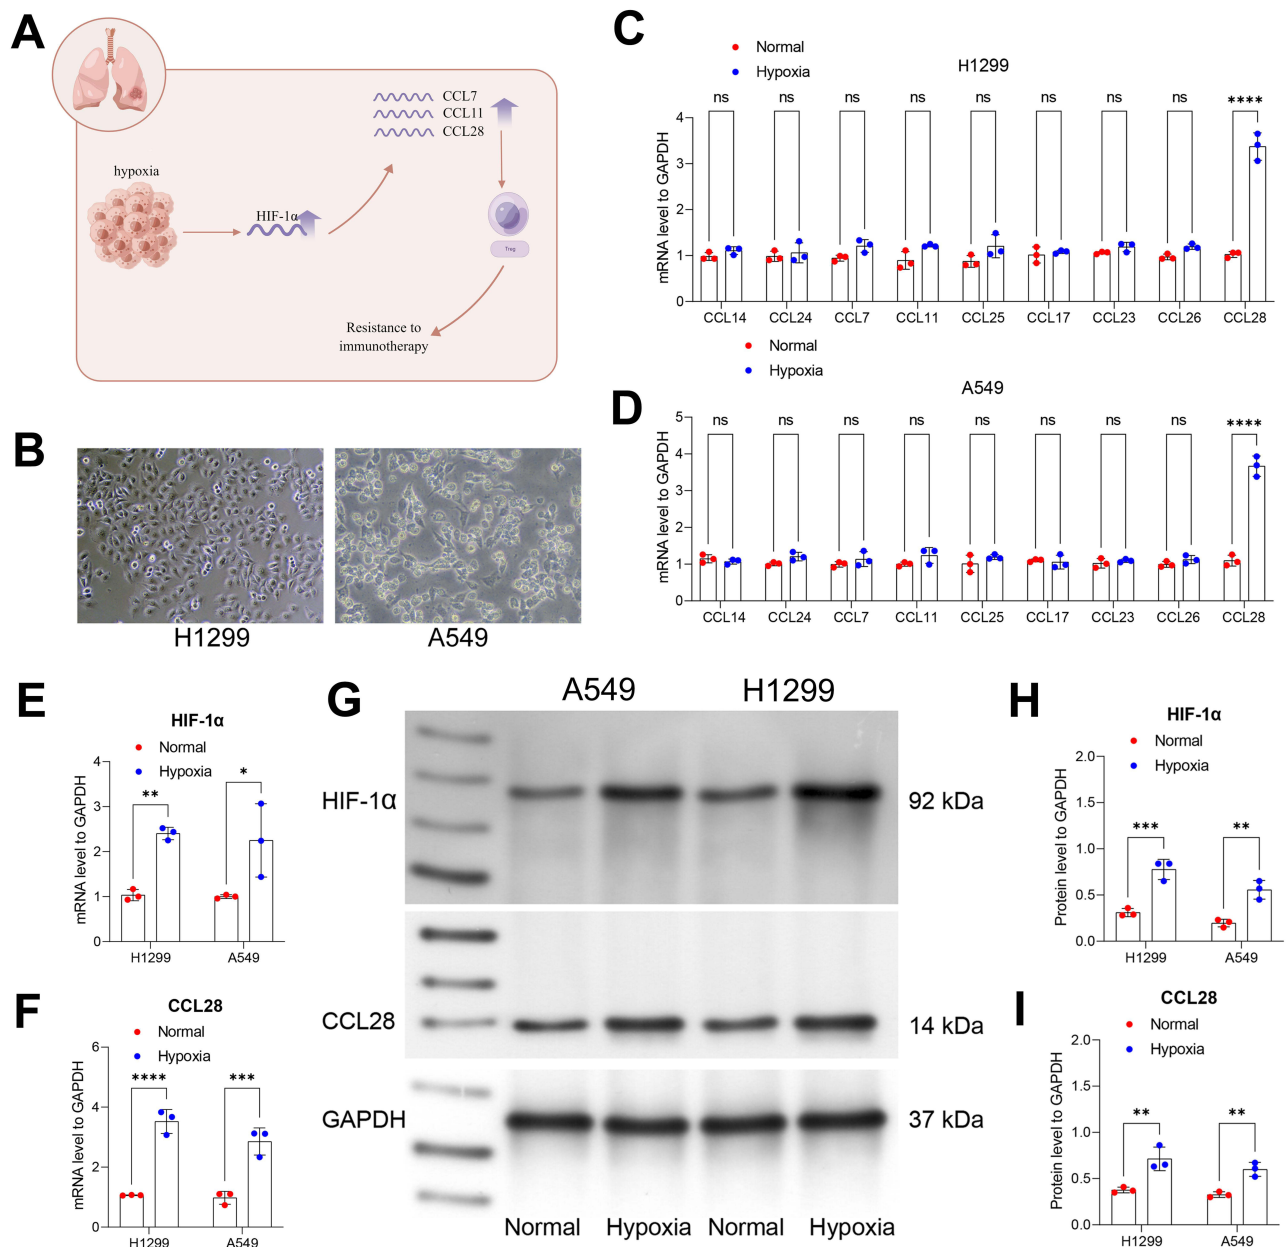 A
hypoxia
HIF-1α
CCL7
CCL11
CCL28
Treg
Resistance to
immunotherapy
B
H1299
A549
C
Normal
Hypoxia
H1299
mRNA level to GAPDH
4
3
2
1
0
ns
ns
ns
ns
ns
ns
ns
ns
****
CCL14
CCL24
CCL7
CCL11
CCL25
CCL17
CCL23
CCL26
CCL28
D
Normal
Hypoxia
A549
mRNA level to GAPDH
5
4
3
2
1
0
ns
ns
ns
ns
ns
ns
ns
ns
****
CCL14
CCL24
CCL7
CCL11
CCL25
CCL17
CCL23
CCL26
CCL28
E
HIF-1α
Normal
Hypoxia
mRNA level to GAPDH
4
3
2
1
0
**
*
H1299
A549
F
CCL28
Normal
Hypoxia
mRNA level to GAPDH
6
4
2
0
****
***
H1299
A549
G
A549
H1299
HIF-1α
92 kDa
CCL28
14 kDa
GAPDH
37 kDa
Normal
Hypoxia
Normal
Hypoxia
H
HIF-1α
Normal
Hypoxia
Protein level to GAPDH
2.0
1.5
1.0
0.5
0.0
***
**
H1299
A549
I
CCL28
Normal
Hypoxia
Protein level to GAPDH
2.0
1.5
1.0
0.5
0.0
**
**
H1299
A549